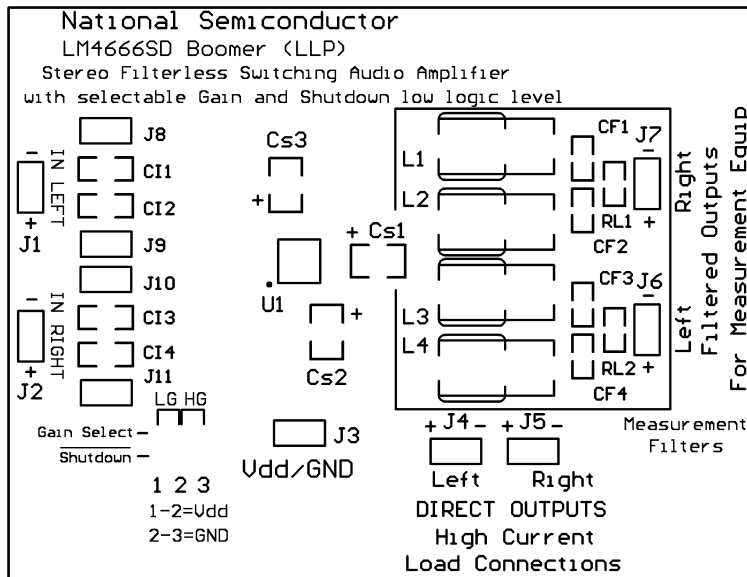 National Semiconductor
LM4666SD Boomer (LLP)
Stereo Filterless Switching Audio Amplifier
with selectable Gain and Shutdown low logic level
J8
Cs3
CF1
J7
-
IN LEFT
CI1
L1
Right
-
CI2
L2
RL1
+
J1
+
+
Cs1
CF2
J9
J10
U1
CF3
J6
-
IN RIGHT
CI3
+
L3
Left
-
CI4
L4
RL2
+
J2
+
Cs2
CF4
J11
Filtered Outputs
For Measurement Equip
LG HG
Gain Select -
Shutdown -
J3
Vdd/GND
+ J4 - + J5 -
Left Right
Measurement
Filters
1 2 3
1-2=Vdd
2-3=GND
DIRECT OUTPUTS
High Current
Load Connections